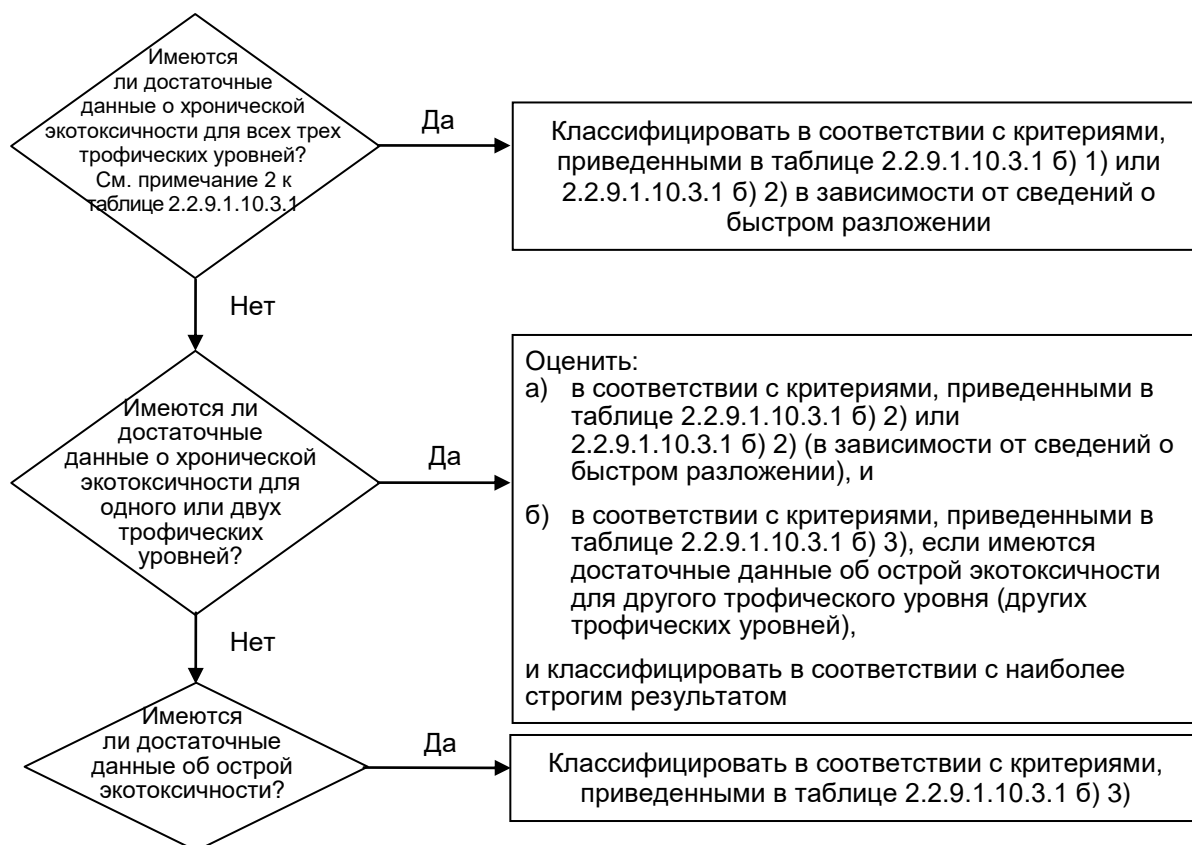 Имеются
ли достаточные
данные о хронической
экотоксичности для всех трех
трофических уровней?
См. примечание 2 к
таблице 2.2.9.1.10.3.1
Да
Классифицировать в соответствии с критериями,
приведенными в таблице 2.2.9.1.10.3.1 б) 1) или
2.2.9.1.10.3.1 б) 2) в зависимости от сведений о
быстром разложении
Нет
Имеются ли
достаточные
данные о хронической
экотоксичности для
одного или двух
трофических
уровней?
Да
Оценить:
а) в соответствии с критериями, приведенными в
таблице 2.2.9.1.10.3.1 б) 2) или
2.2.9.1.10.3.1 б) 2) (в зависимости от сведений о
быстром разложении), и
б) в соответствии с критериями, приведенными в
таблице 2.2.9.1.10.3.1 б) 3), если имеются
достаточные данные об острой экотоксичности
для другого трофического уровня (других
трофических уровней),
и классифицировать в соответствии с наиболее
строгим результатом
Нет
Имеются
ли достаточные
данные об острой
экотоксичности?
Да
Классифицировать в соответствии с критериями,
приведенными в таблице 2.2.9.1.10.3.1 б) 3)